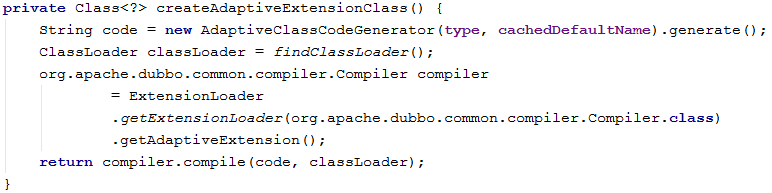 private Class<?> createAdaptiveExtensionClass() {
    String code = new AdaptiveClassCodeGenerator(type, cachedDefaultName).generate();
    ClassLoader classLoader = findClassLoader();
    org.apache.dubbo.common.compiler.Compiler compiler
            = ExtensionLoader
            .getExtensionLoader(org.apache.dubbo.common.compiler.Compiler.class)
            .getAdaptiveExtension();
    return compiler.compile(code, classLoader);
}